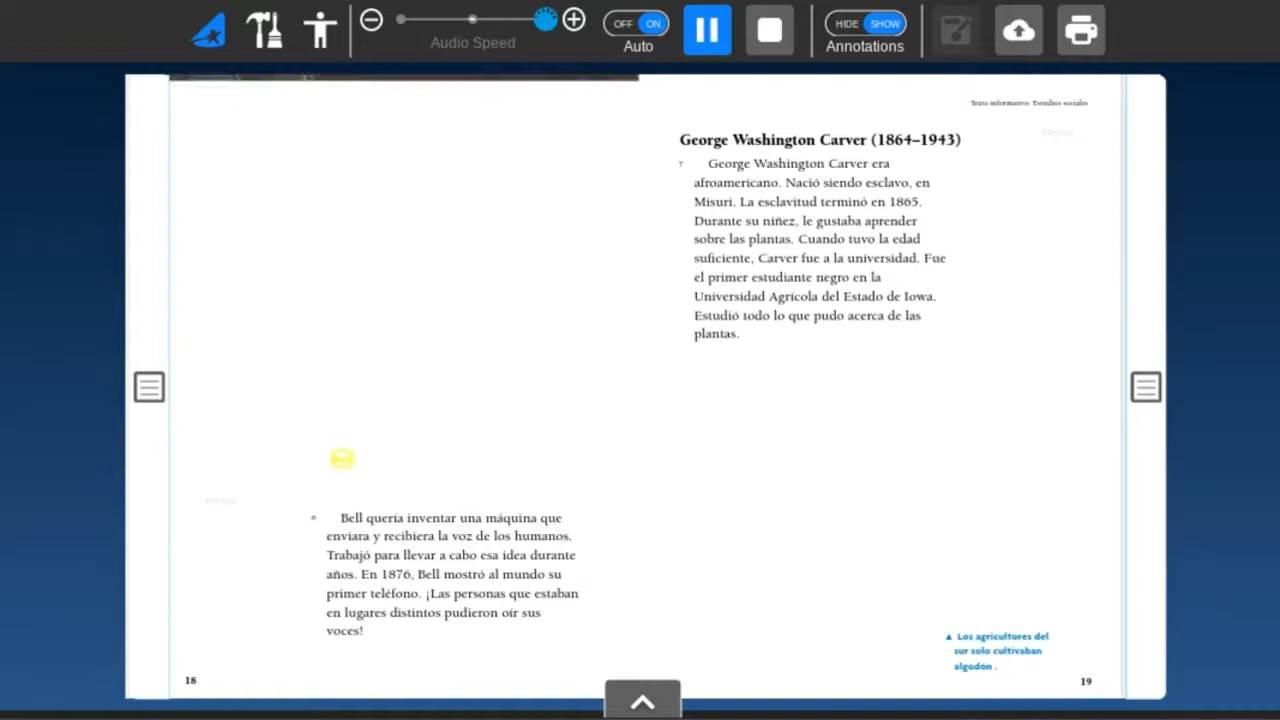 OFF ON
HIDE SHOW
Audio Speed
Auto
Annotations
Bell quería inventar una máquina que
enviara y recibiera la voz de los humanos.
Trabajó para llevar a cabo esa idea durante
años. En 1876, Bell mostró al mundo su
primer teléfono. ¡Las personas que estaban
en lugares distintos pudieron oír sus
voces!
18
Texto informativo: Estudios sociales
George Washington Carver (1864–1943)
7 George Washington Carver era
afroamericano. Nació siendo esclavo, en
Misuri. La esclavitud terminó en 1865.
Durante su niñez, le gustaba aprender
sobre las plantas. Cuando tuvo la edad
suficiente, Carver fue a la universidad. Fue
el primer estudiante negro en la
Universidad Agrícola del Estado de Iowa.
Estudió todo lo que pudo acerca de las
plantas.
▲ Los agricultores del
sur solo cultivaban
algodón .
19